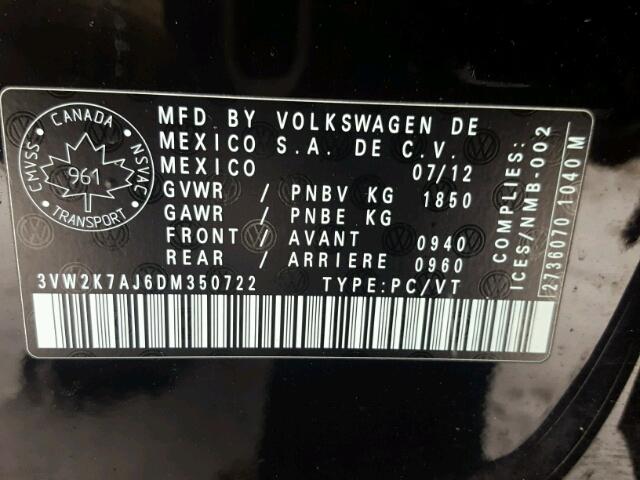 CANADA
CMVSS
NSVAC
961
TRANSPORT
MFD. BY VOLKSWAGEN DE
MEXICO S.A. DE C.V.
MEXICO 07/12
GVWR / PNBV KG 1850
GAWR / PNBE KG
FRONT / AVANT 0940
REAR / ARRIERE 0960
3VW2K7AJ6DM350722 TYPE:PC/VT
COMPLIES:
ICES/NMB-002
2736070 1040 M